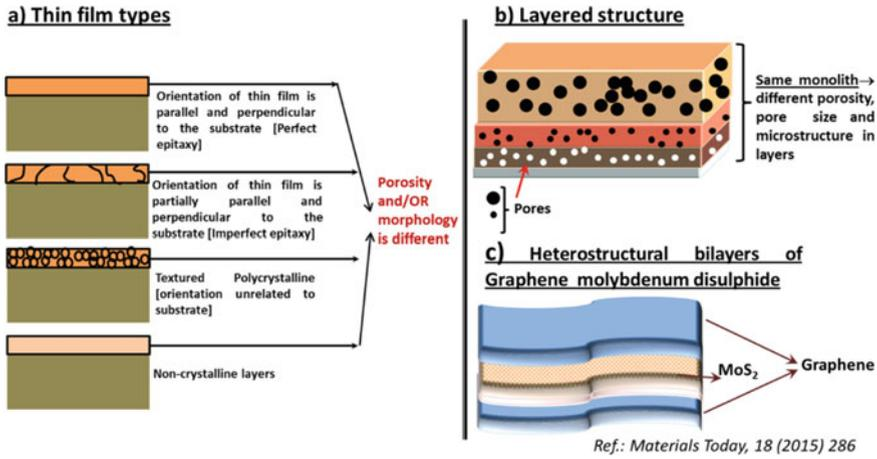 a) Thin film types
Orientation of thin film is
parallel and perpendicular
to the substrate [Perfect
epitaxy]
Orientation of thin film is
partially parallel and
perpendicular to the
substrate [Imperfect epitaxy]
Textured Polycrystalline
[orientation unrelated to
substrate]
Non-crystalline layers
Porosity
and/OR
morphology
is different
b) Layered structure
Same monolith→
different porosity,
pore size and
microstructure in
layers
Pores
c) Heterostructural bilayers of
Graphene molybdenum disulphide
MoS₂
Graphene
Ref.: Materials Today, 18 (2015) 286